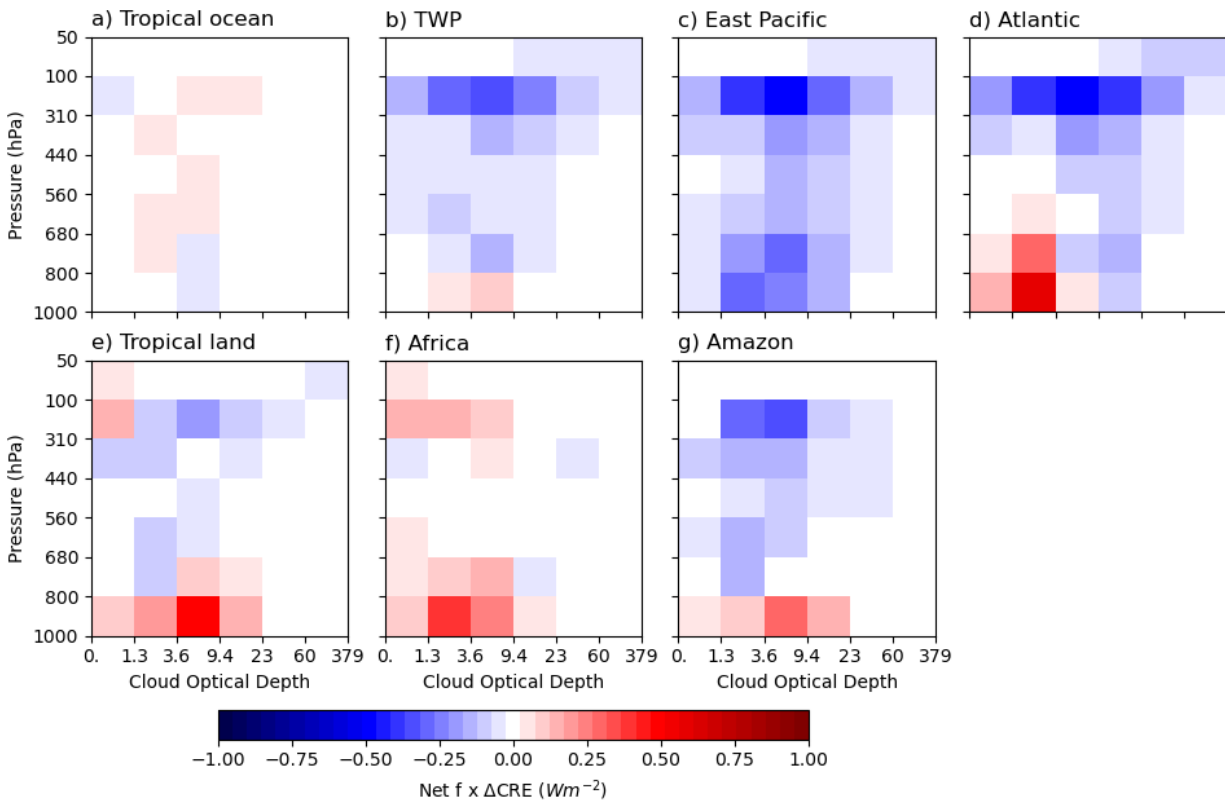 a) Tropical ocean
b) TWP
c) East Pacific
d) Atlantic
50
100
310
440
560
680
800
1000
Pressure (hPa)
e) Tropical land
f) Africa
g) Amazon
50
100
310
440
560
680
800
1000
Pressure (hPa)
0. 1.3 3.6 9.4 23 60 379
0. 1.3 3.6 9.4 23 60 379
0. 1.3 3.6 9.4 23 60 379
Cloud Optical Depth
Cloud Optical Depth
Cloud Optical Depth
−1.00 −0.75 −0.50 −0.25 0.00 0.25 0.50 0.75 1.00
Net f x ΔCRE (Wm⁻²)